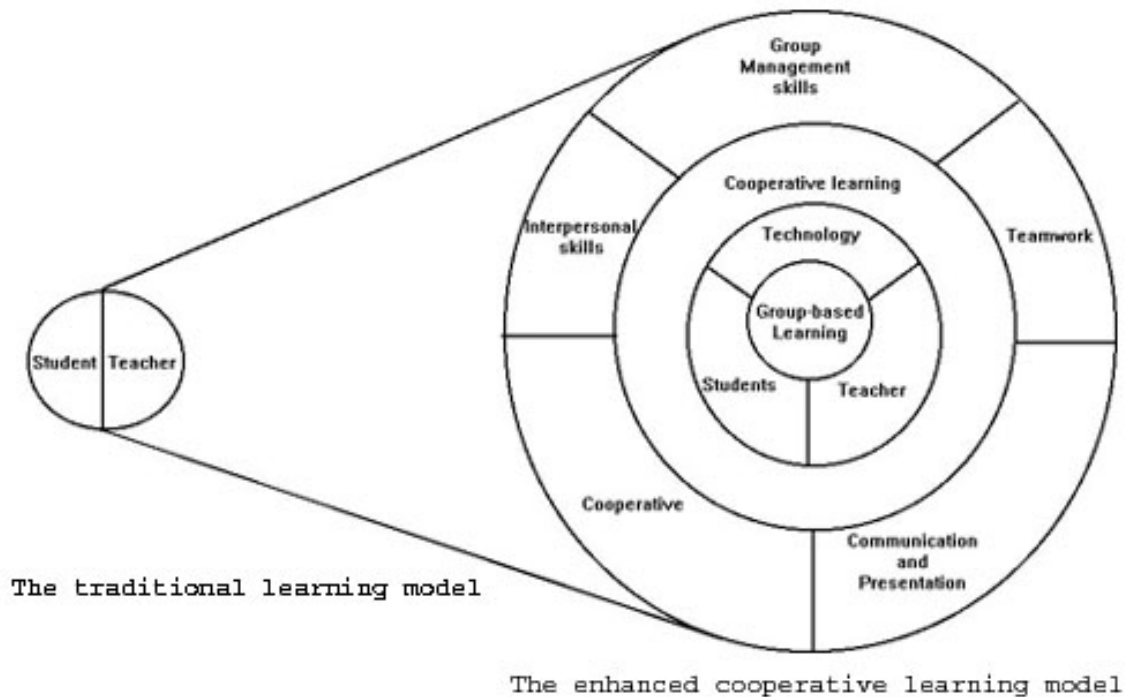 Group
Management
skills
Cooperative learning
Interpersonal
skills
Technology
Teamwork
Group-based
Learning
Student
Teacher
Students
Teacher
Cooperative
Communication
and
Presentation
The traditional learning model
The enhanced cooperative learning model